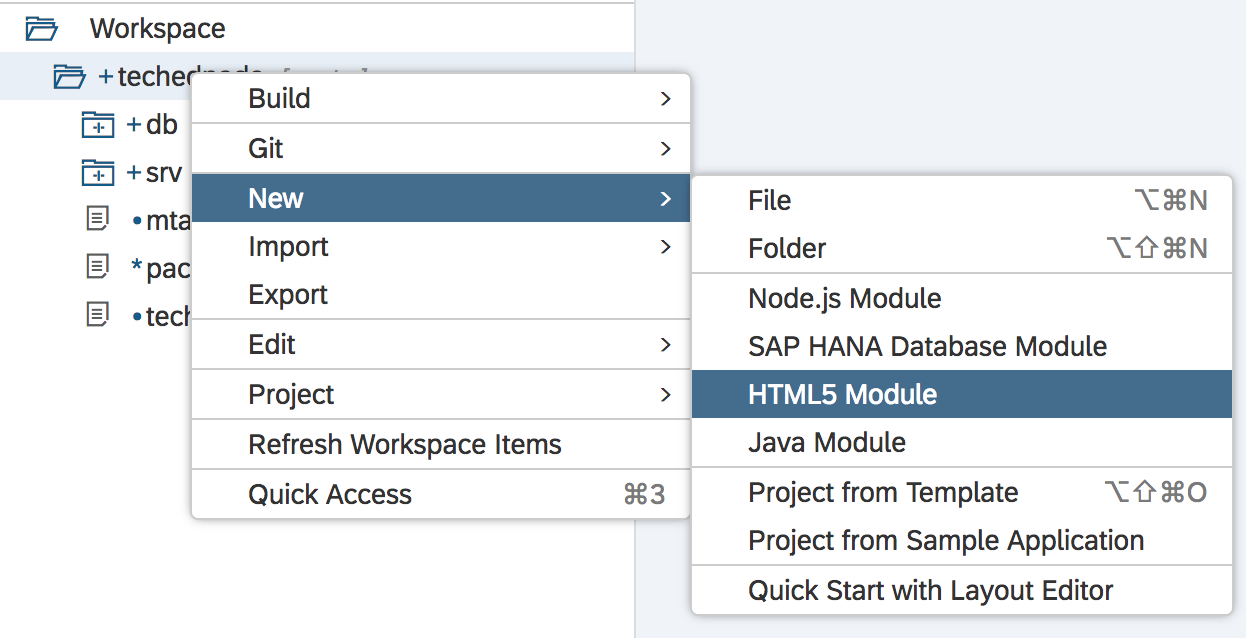 Workspace
+
+db
+srv
•mta
*pac
•tech
Build >
Git >
New >
Import >
Export
Edit >
Project >
Refresh Workspace Items
Quick Access ⌘3
File ⌥⌘N
Folder ⌥⇧⌘N
Node.js Module
SAP HANA Database Module
HTML5 Module
Java Module
Project from Template ⌥⇧⌘O
Project from Sample Application
Quick Start with Layout Editor